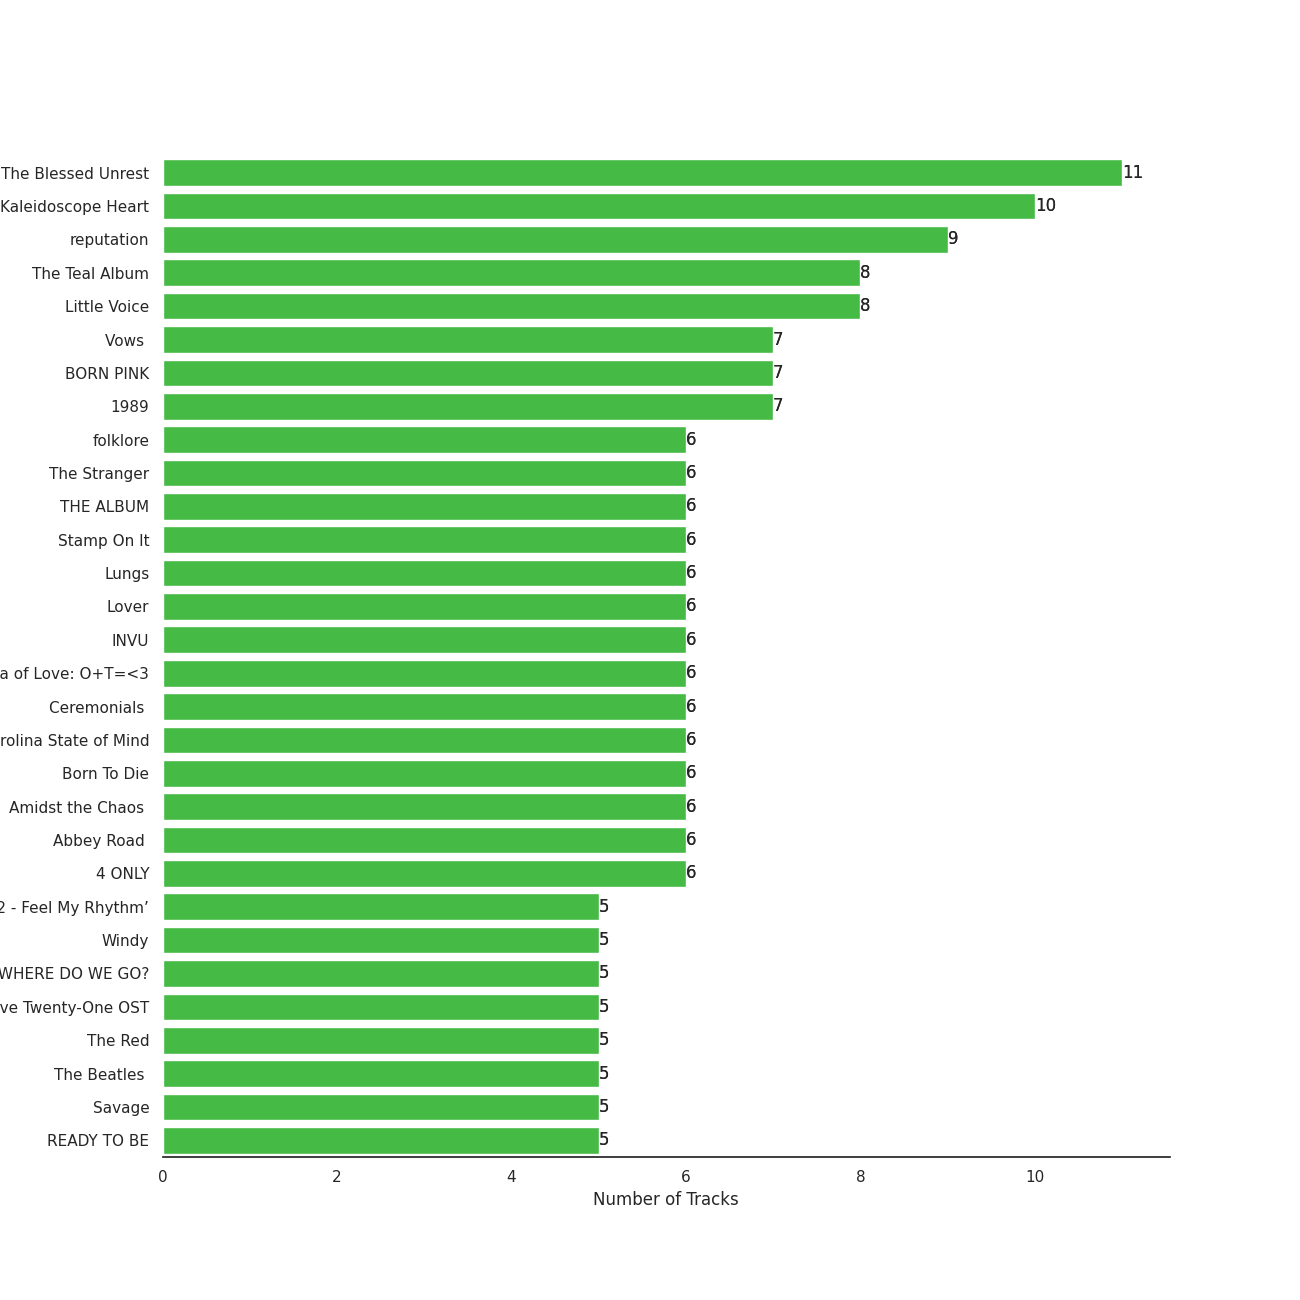 The Blessed Unrest 11
Kaleidoscope Heart 10
reputation 9
The Teal Album 8
Little Voice 8
Vows 7
BORN PINK 7
1989 7
folklore 6
The Stranger 6
THE ALBUM 6
Stamp On It 6
Lungs 6
Lover 6
INVU 6
a of Love: O+T=<3 6
Ceremonials 6
rolina State of Mind 6
Born To Die 6
Amidst the Chaos 6
Abbey Road 6
4 ONLY 6
2 - Feel My Rhythm’ 5
Windy 5
WHERE DO WE GO? 5
ve Twenty-One OST 5
The Red 5
The Beatles 5
Savage 5
READY TO BE 5
0 2 4 6 8 10
Number of Tracks